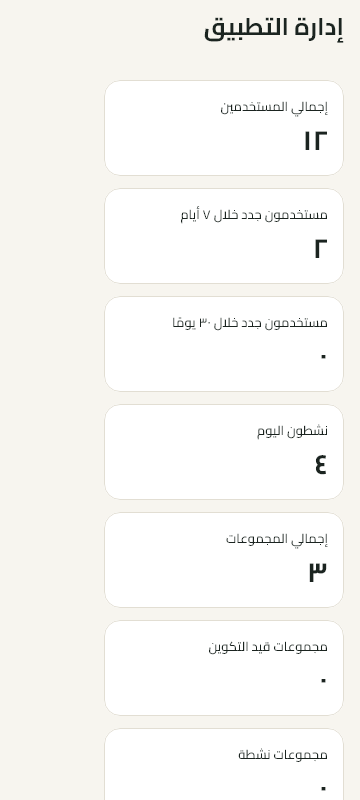 إدارة التطبيق
إجمالي المستخدمين
١٢
مستخدمون جدد خلال ٧ أيام
٢
مستخدمون جدد خلال ٣٠ يومًا
٠
نشطون اليوم
٤
إجمالي المجموعات
٣
مجموعات قيد التكوين
٠
مجموعات نشطة
٠